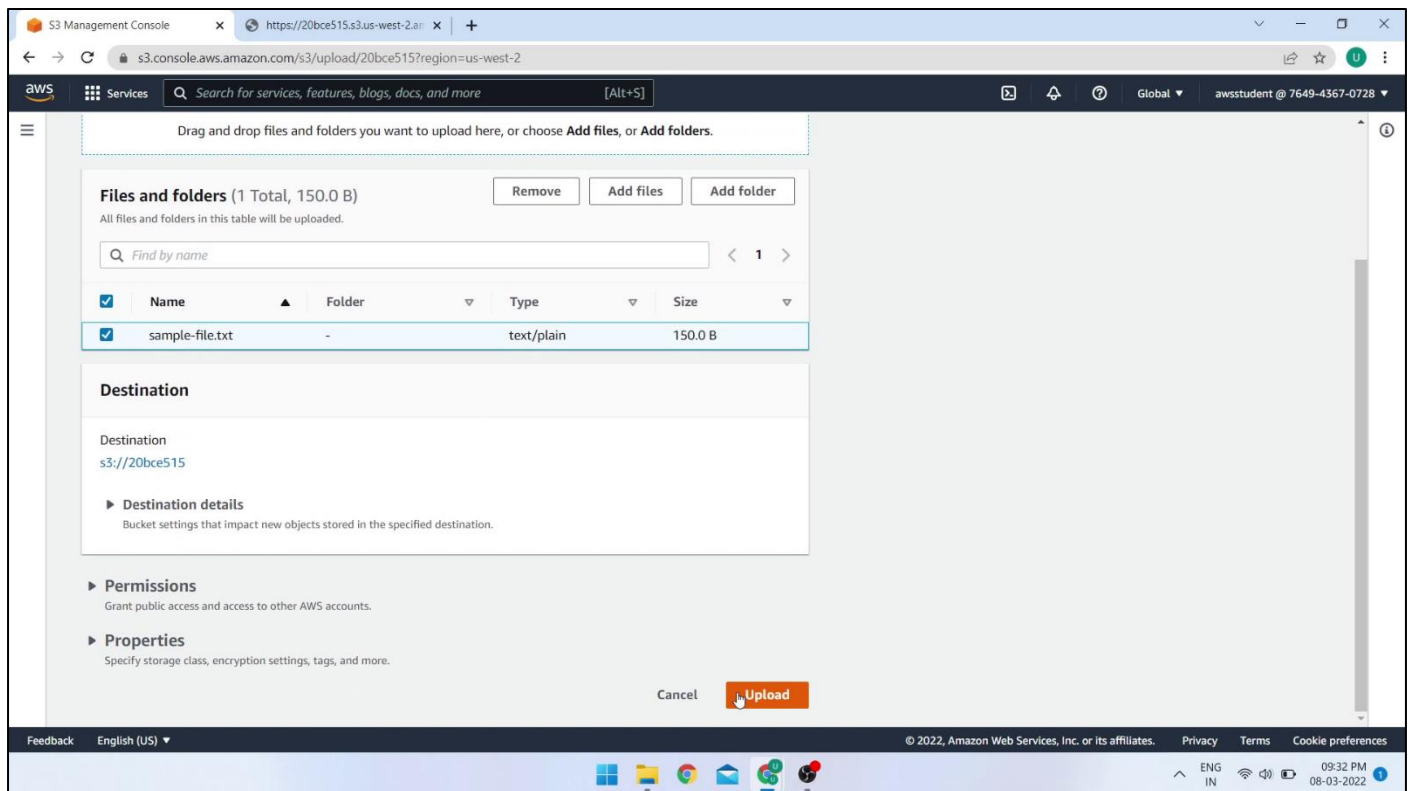 S3 Management Console
https://20bce515.s3.us-west-2.am
s3.console.aws.amazon.com/s3/upload/20bce515?region=us-west-2
U
aws
Services
Search for services, features, blogs, docs, and more
[Alt+S]
Global
awsstudent @ 7649-4367-0728
Drag and drop files and folders you want to upload here, or choose Add files, or Add folders.
Files and folders (1 Total, 150.0 B)
Remove
Add files
Add folder
All files and folders in this table will be uploaded.
Find by name
1
Name Folder Type Size
sample-file.txt - text/plain 150.0 B
Destination
Destination
s3://20bce515
Destination details
Bucket settings that impact new objects stored in the specified destination.
Permissions
Grant public access and access to other AWS accounts.
Properties
Specify storage class, encryption settings, tags, and more.
Cancel
Upload
Feedback
English (US)
© 2022, Amazon Web Services, Inc. or its affiliates.
Privacy
Terms
Cookie preferences
ENG
IN
09:32 PM
08-03-2022
1